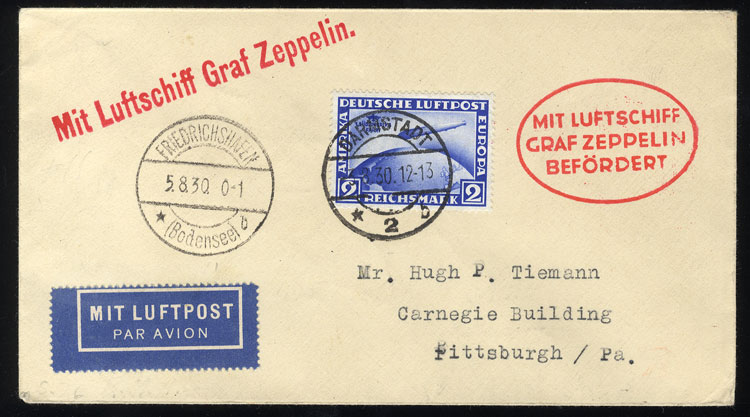 Mit Luftschiff Graf Zeppelin.
FRIEDRICHSHAFEN
5.8.30. 0-1
* (Bodensee) b
DEUTSCHE LUFTPOST
AMERIKA
EUROPA
DARMSTADT
8.30.12-13
2 2
REICHSMARK
* 2 b
MIT LUFTSCHIFF
GRAF ZEPPELIN
BEFÖRDERT
MIT LUFTPOST
PAR AVION
Mr. Hugh P. Tiemann
Carnegie Building
Pittsburgh / Pa.